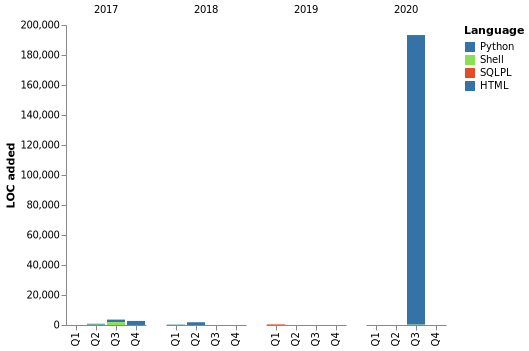 2017 2018 2019 2020
Language
Python
Shell
SQLPL
HTML
LOC added
200,000
180,000
160,000
140,000
120,000
100,000
80,000
60,000
40,000
20,000
0
Q1 Q2 Q3 Q4 Q1 Q2 Q3 Q4 Q1 Q2 Q3 Q4 Q1 Q2 Q3 Q4